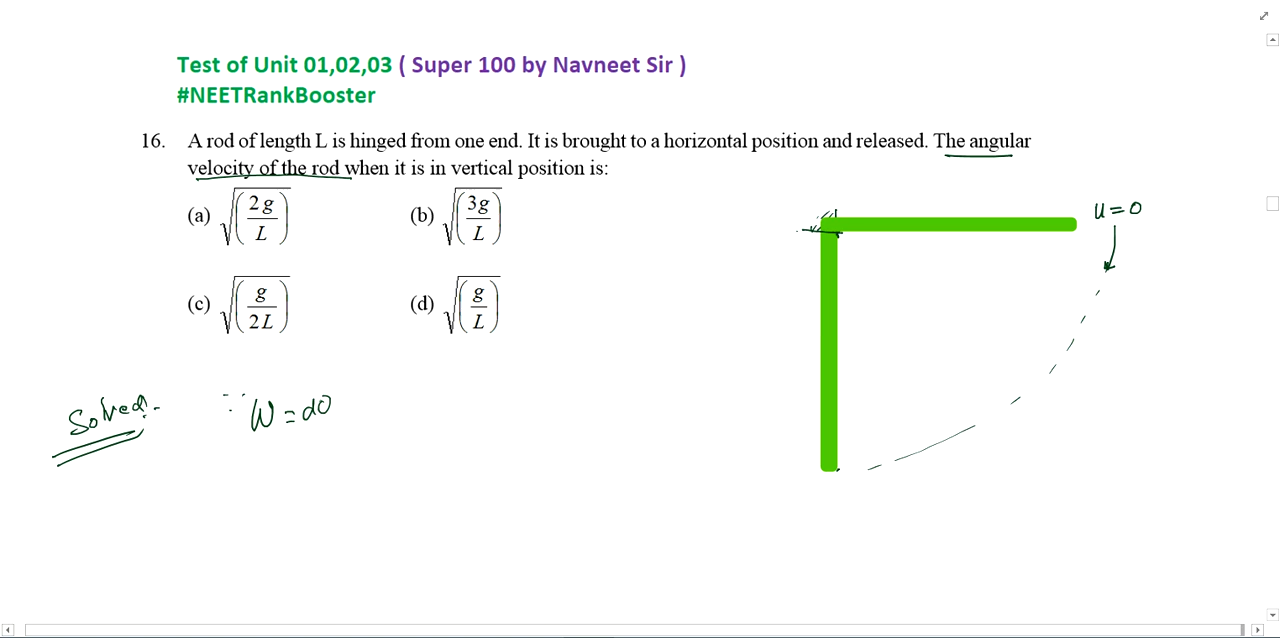 Test of Unit 01,02,03 ( Super 100 by Navneet Sir )
#NEETRankBooster
16. A rod of length L is hinged from one end. It is brought to a horizontal position and released. The angular
velocity of the rod when it is in vertical position is:
(a) √(2g/L) (b) √(3g/L)
(c) √(g/2L) (d) √(g/L)
u=0
Solved:-
∵ W = dθ